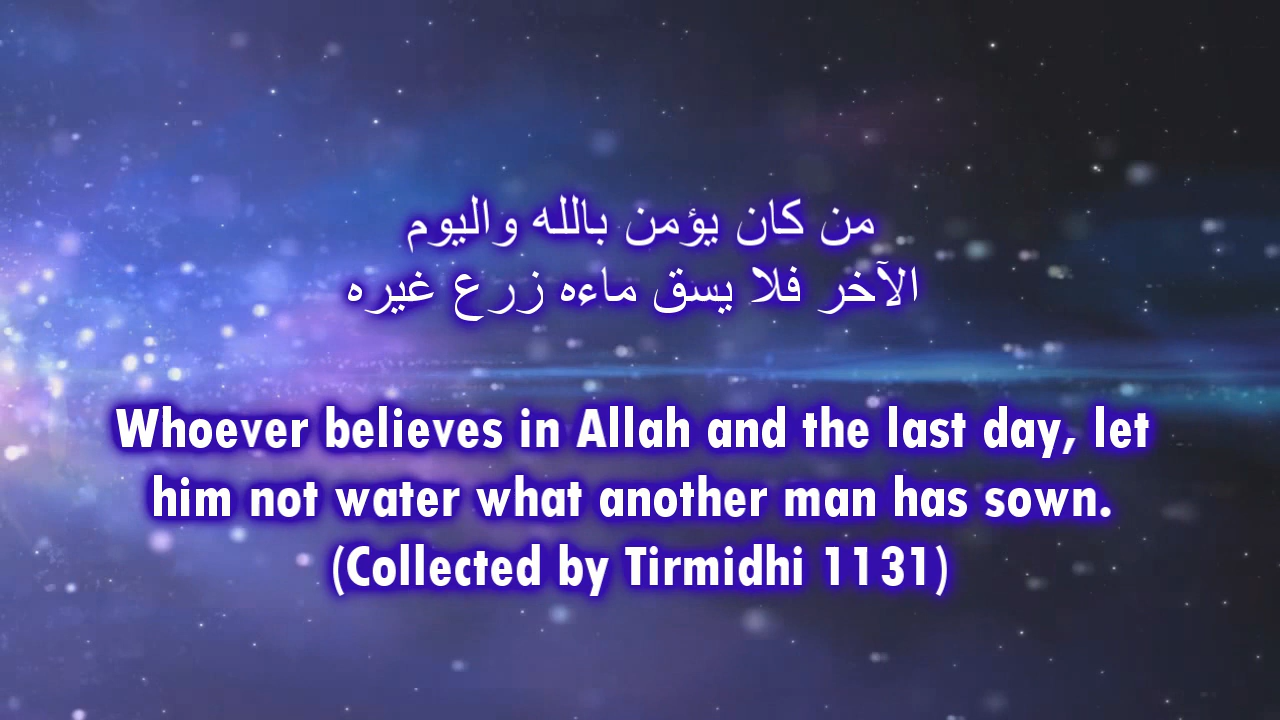 من كان يؤمن بالله واليوم
الآخر فلا يسق ماءه زرع غيره
Whoever believes in Allah and the last day, let
him not water what another man has sown.
(Collected by Tirmidhi 1131)